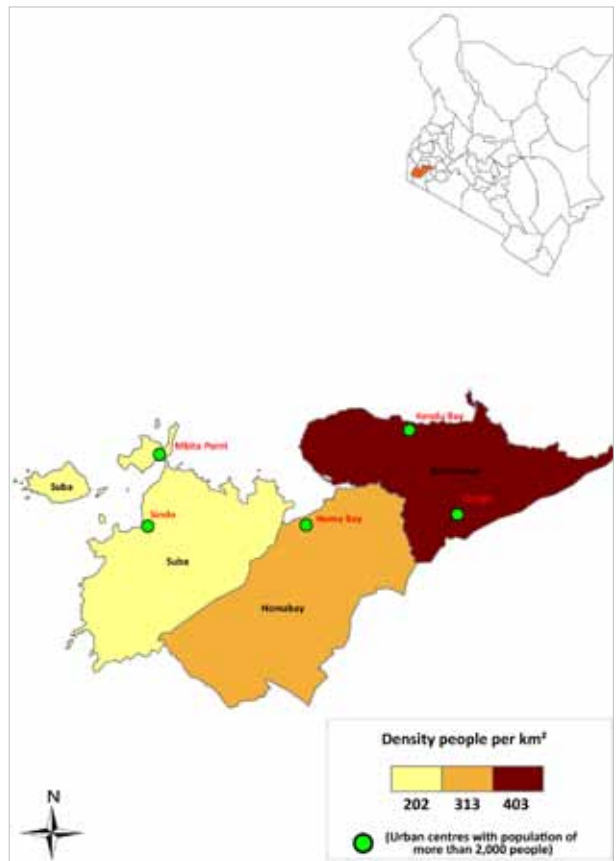 Kendu Bay
Mbita Point
Suba
Sindo
Homa Bay
Suba
Homabay
Density people per km²
202 313 403
N
(Urban centres with population of
more than 2,000 people)